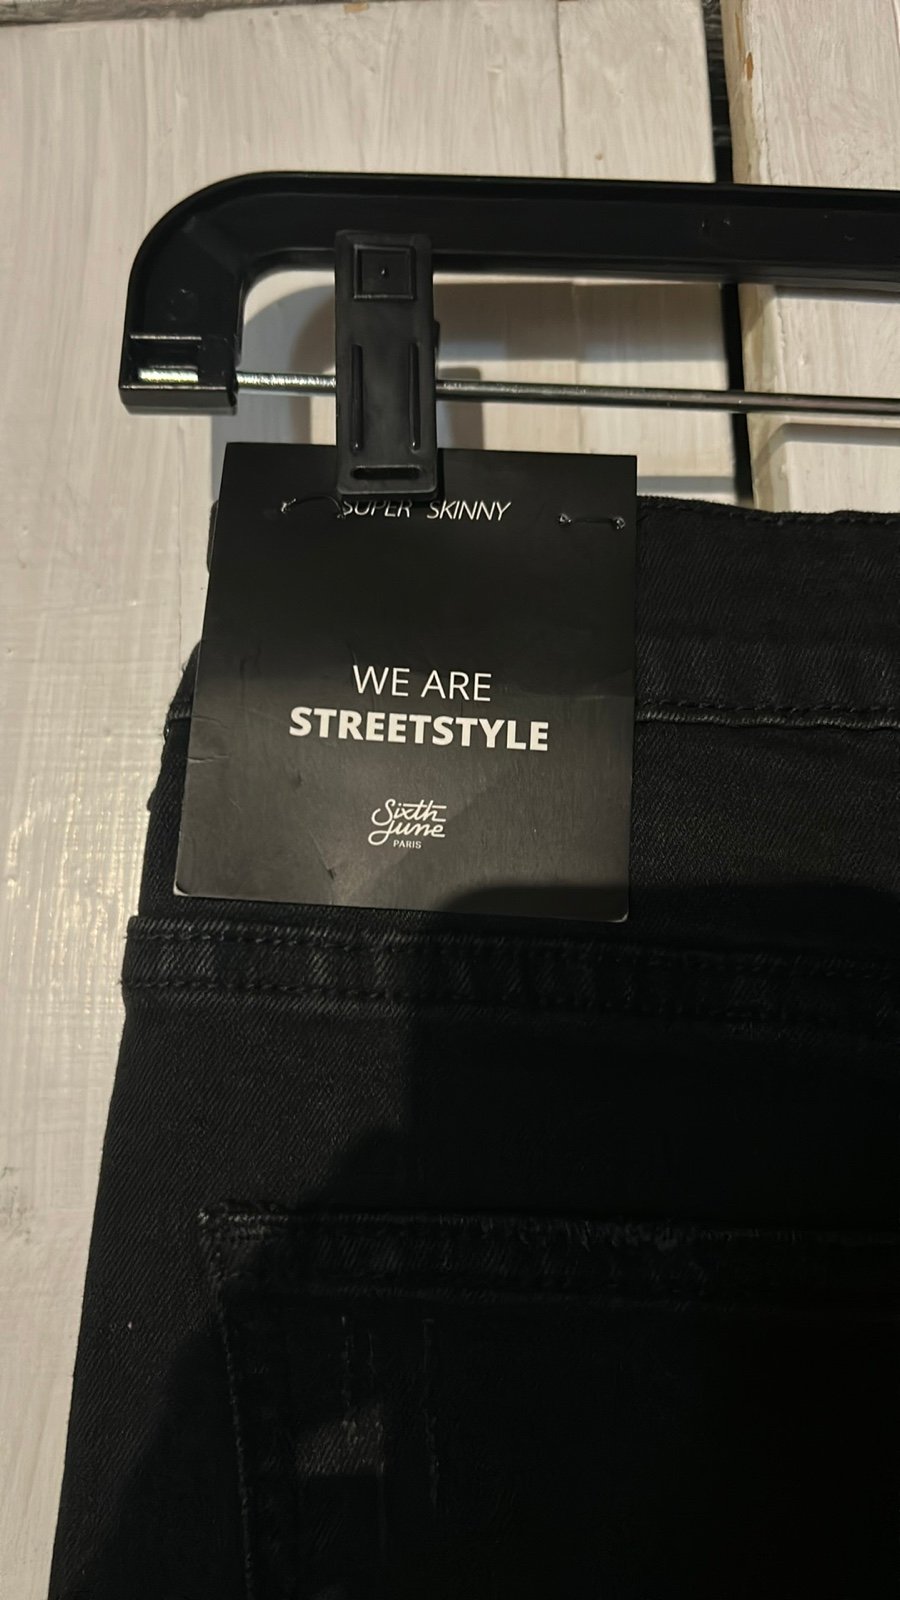 SUPER SKINNY
WE ARE
STREETSTYLE
Sixth
June
PARIS